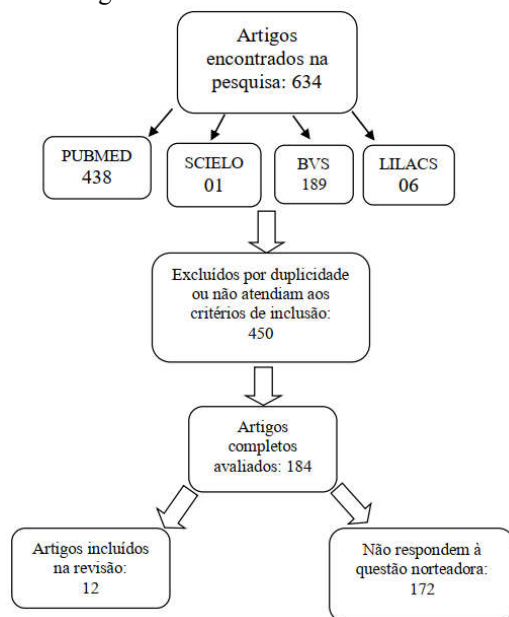 Artigos
encontrados na
pesquisa: 634
PUBMED
438
SCIELO
01
BVS
189
LILACS
06
Excluídos por duplicidade
ou não atendiam aos
critérios de inclusão:
450
Artigos
completos
avaliados: 184
Artigos incluídos
na revisão:
12
Não respondem à
questão norteadora:
172